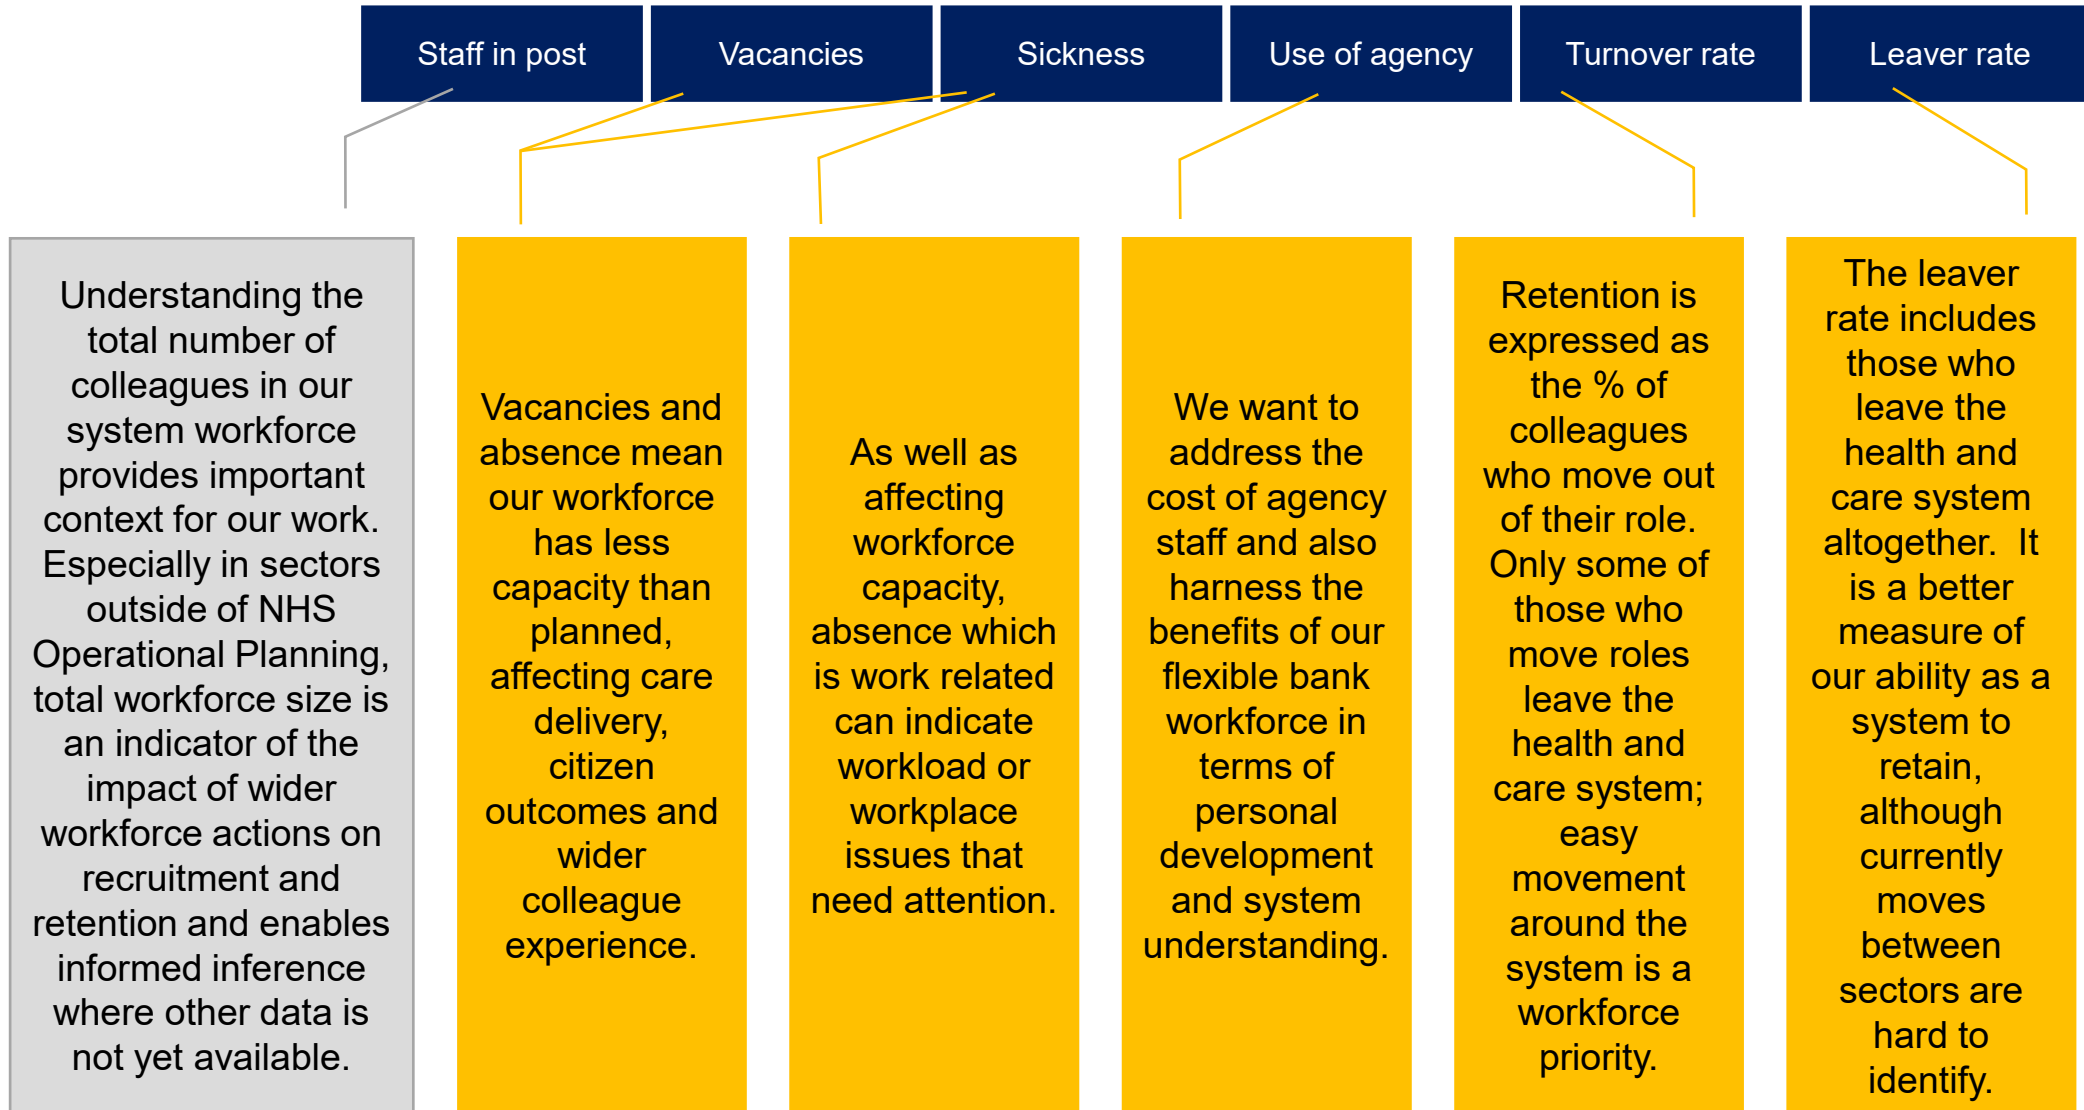 Staff in post
Vacancies
Sickness
Use of agency
Turnover rate
Leaver rate
Understanding the
total number of
colleagues in our
system workforce
provides important
context for our work.
Especially in sectors
outside of NHS
Operational Planning,
total workforce size is
an indicator of the
impact of wider
workforce actions on
recruitment and
retention and enables
informed inference
where other data is
not yet available.
Vacancies and
absence mean
our workforce
has less
capacity than
planned,
affecting care
delivery,
citizen
outcomes and
wider
colleague
experience.
As well as
affecting
workforce
capacity,
absence which
is work related
can indicate
workload or
workplace
issues that
need attention.
We want to
address the
cost of agency
staff and also
harness the
benefits of our
flexible bank
workforce in
terms of
personal
development
and system
understanding.
Retention is
expressed as
the % of
colleagues
who move out
of their role.
Only some of
those who
move roles
leave the
health and
care system;
easy
movement
around the
system is a
workforce
priority.
The leaver
rate includes
those who
leave the
health and
care system
altogether.  It
is a better
measure of
our ability as a
system to
retain,
although
currently
moves
between
sectors are
hard to
identify.